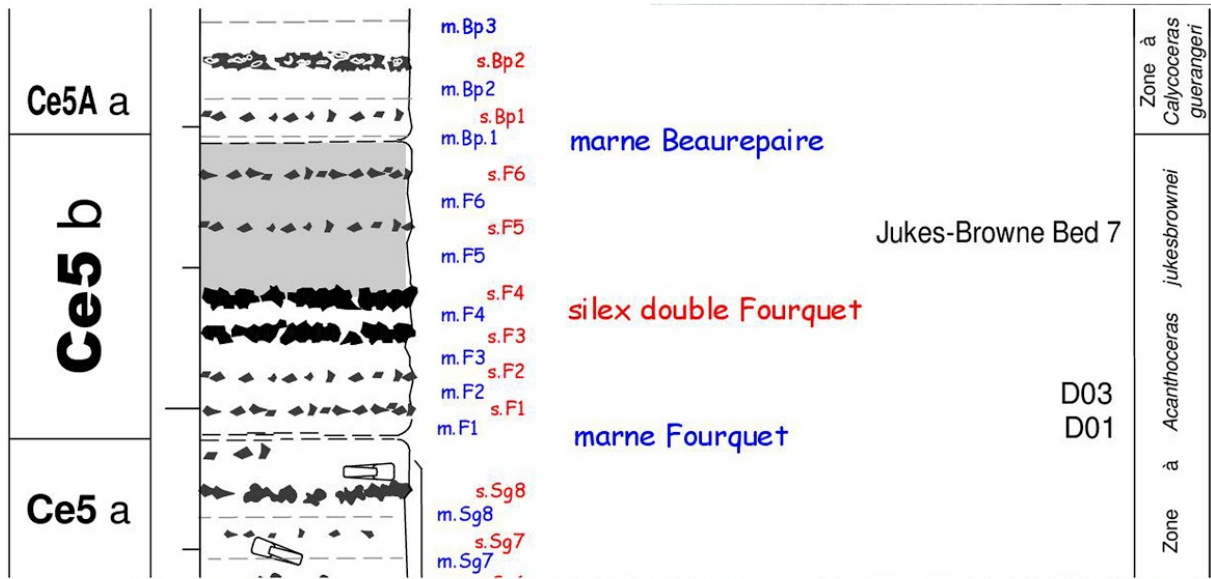 Ce5A a
Ce5 b
Ce5 a
m.Bp3
s.Bp2
m.Bp2
s.Bp1
m.Bp.1
s.F6
m.F6
s.F5
m.F5
s.F4
m.F4
s.F3
m.F3
s.F2
m.F2
s.F1
m.F1
s.Sg8
m.Sg8
s.Sg7
m.Sg7
marne Beaurepaire
silex double Fourquet
marne Fourquet
Jukes-Browne Bed 7
D03
D01
Zone à
Calycoceras
guerangeri
Zone à Acanthoceras jukesbrownei